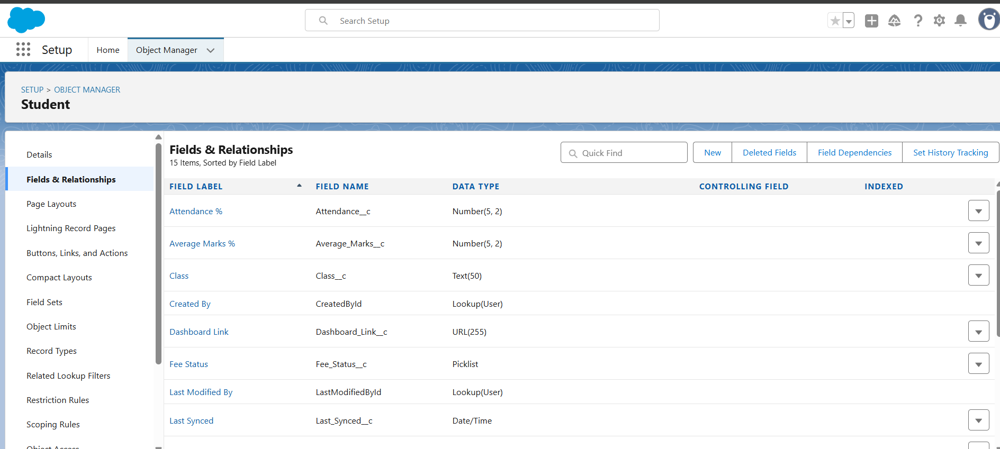 Search Setup
Setup
Home
Object Manager
SETUP > OBJECT MANAGER
Student
Details
Fields & Relationships
Page Layouts
Lightning Record Pages
Buttons, Links, and Actions
Compact Layouts
Field Sets
Object Limits
Record Types
Related Lookup Filters
Restriction Rules
Scoping Rules
Object Access
Fields & Relationships
15 Items, Sorted by Field Label
Quick Find
New
Deleted Fields
Field Dependencies
Set History Tracking
FIELD LABEL FIELD NAME DATA TYPE CONTROLLING FIELD INDEXED
Attendance % Attendance__c Number(5, 2)
Average Marks % Average_Marks__c Number(5, 2)
Class Class__c Text(50)
Created By CreatedById Lookup(User)
Dashboard Link Dashboard_Link__c URL(255)
Fee Status Fee_Status__c Picklist
Last Modified By LastModifiedById Lookup(User)
Last Synced Last_Synced__c Date/Time